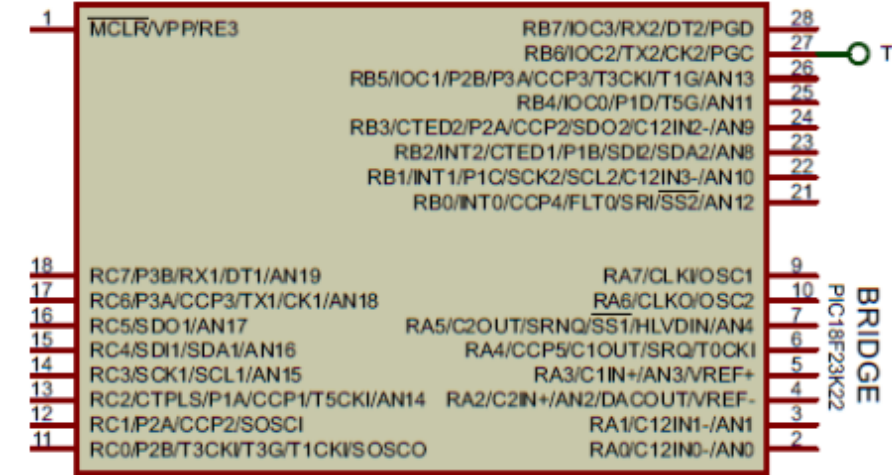 1 MCLR/VPP/RE3
RB7/IOC3/RX2/DT2/PGD 28
RB6/IOC2/TX2/CK2/PGC 27 T
RB5/IOC1/P2B/P3A/CCP3/T3CKI/T1G/AN13 26
RB4/IOC0/P1D/T5G/AN11 25
RB3/CTED2/P2A/CCP2/SDO2/C12IN2-/AN9 24
RB2/INT2/CTED1/P1B/SDI2/SDA2/AN8 23
RB1/INT1/P1C/SCK2/SCL2/C12IN3-/AN10 22
RB0/INT0/CCP4/FLT0/SRI/SS2/AN12 21
18 RC7/P3B/RX1/DT1/AN19 RA7/CLKI/OSC1 9
17 RC6/P3A/CCP3/TX1/CK1/AN18 RA6/CLKO/OSC2 10
16 RC5/SDO1/AN17 RA5/C2OUT/SRNQ/SS1/HLVDIN/AN4 7
15 RC4/SDI1/SDA1/AN16 RA4/CCP5/C1OUT/SRQ/T0CKI 6
14 RC3/SCK1/SCL1/AN15 RA3/C1IN+/AN3/VREF+ 5
13 RC2/CTPLS/P1A/CCP1/T5CKI/AN14 RA2/C2IN+/AN2/DACOUT/VREF- 4
12 RC1/P2A/CCP2/SOSCI RA1/C12IN1-/AN1 3
11 RC0/P2B/T3CKI/T3G/T1CKI/SOSCO RA0/C12IN0-/AN0 2
BRIDGE
PIC18F23K22